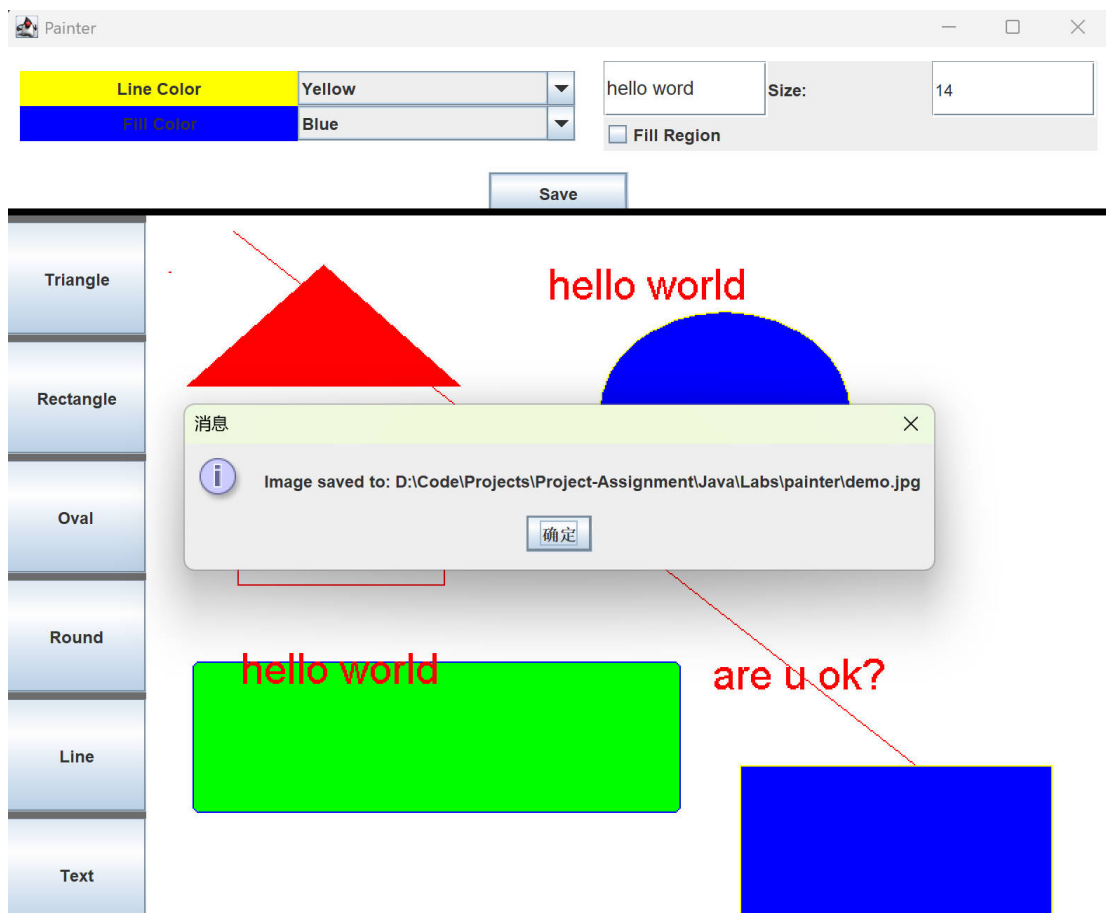 Painter
Line Color Yellow hello word Size: 14
Fill Color Blue
Fill Region
Save
Triangle
hello world
Rectangle
消息
Image saved to: D:\Code\Projects\Project-Assignment\Java\Labs\painter\demo.jpg
Oval
确定
Round
hello world
are u ok?
Line
Text